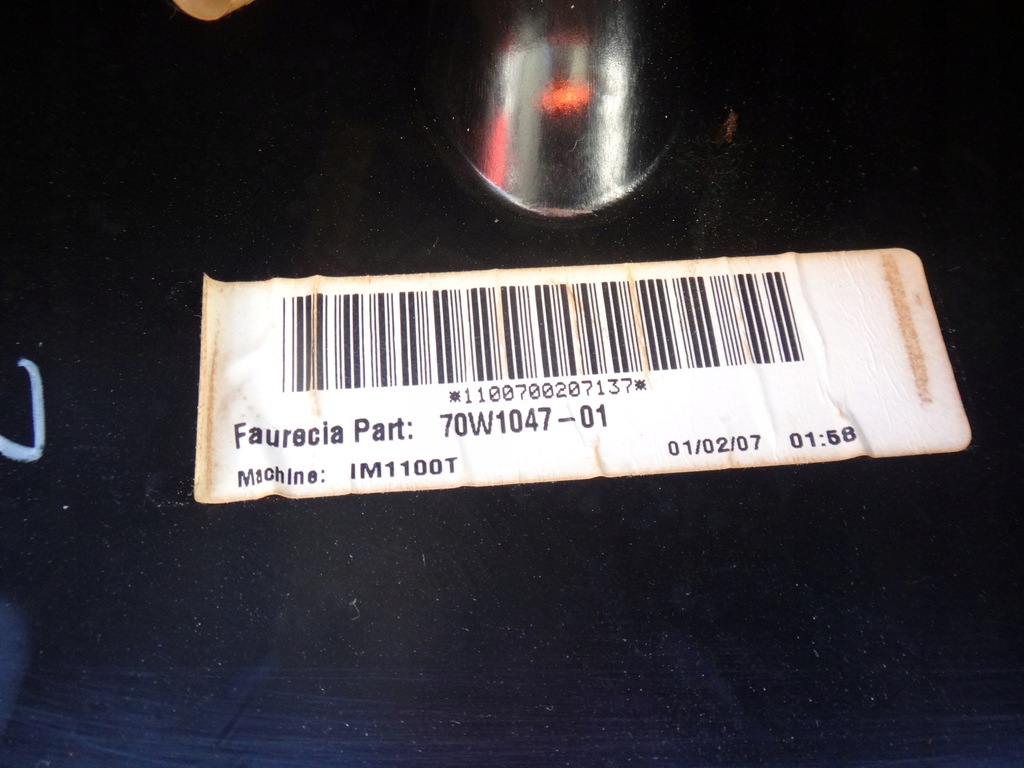 *1100700207137*
Faurecia Part: 70W1047-01
Machine: IM1100T 01/02/07 01:58